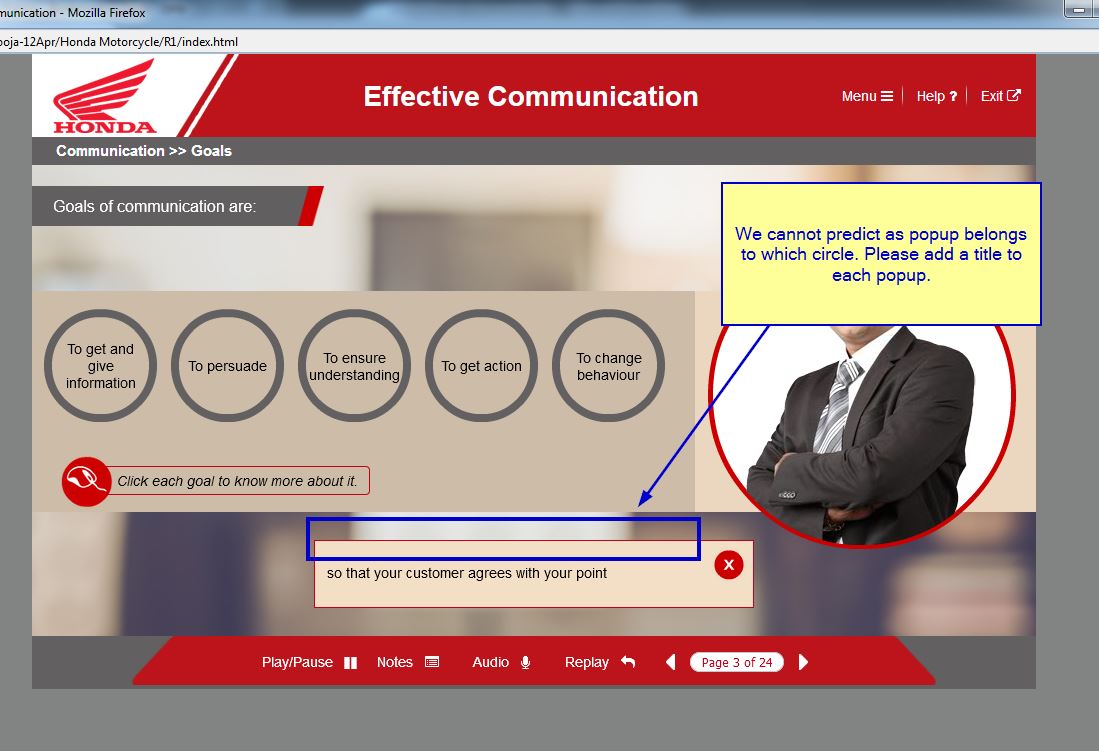 munication - Mozilla Firefox
ooja-12Apr/Honda Motorcycle/R1/index.html
HONDA
Effective Communication
Menu
Help ?
Exit
Communication >> Goals
Goals of communication are:
We cannot predict as popup belongs
to which circle. Please add a title to
each popup.
To get and
give
information
To persuade
To ensure
understanding
To get action
To change
behaviour
Click each goal to know more about it.
so that your customer agrees with your point
X
Play/Pause
Notes
Audio
Replay
Page 3 of 24